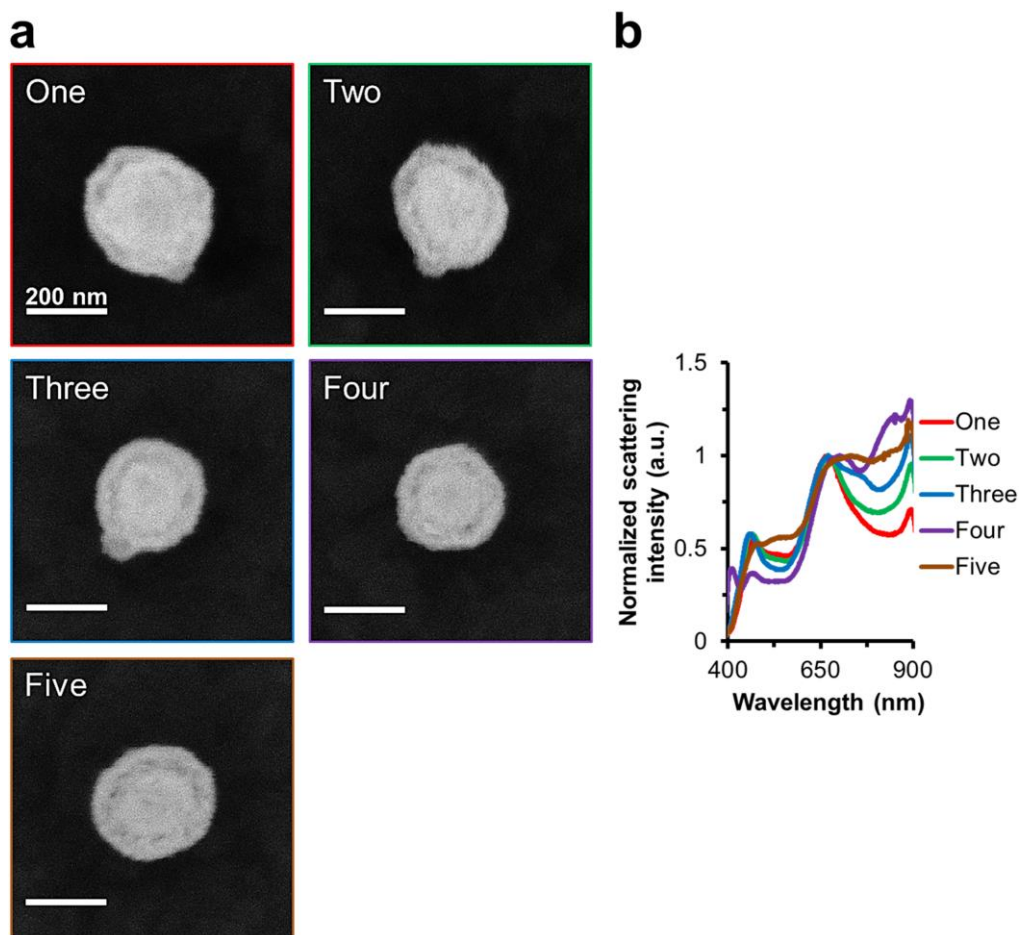 a
b
One
Two
200 nm
Three
Four
Five
Normalized scattering
intensity (a.u.)
1.5
1
0.5
0
400
650
900
Wavelength (nm)
One
Two
Three
Four
Five